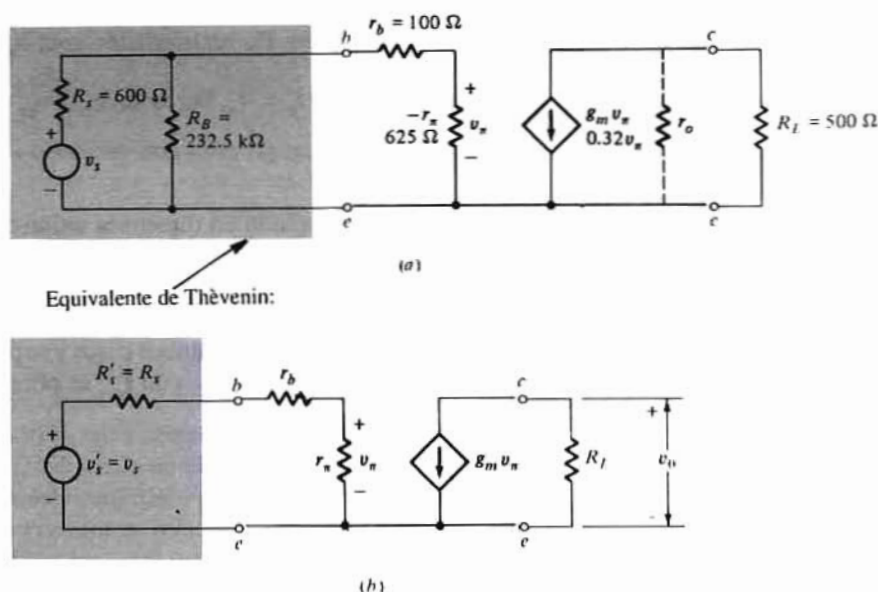 r_b = 100 Ω
b
c
R_s = 600 Ω
R_B =
232.5 kΩ
+
v_s
−
+
−r_π
625 Ω
v_π
−
g_m v_π
0.32v_π
r_o
R_L = 500 Ω
e
c
(a)
Equivalente de Thèvenin:
R'_s = R_s
b
r_b
c
+
v'_s = v_s
−
+
r_π
v_π
−
g_m v_π
R_l
+
v_o
-
e
e
(b)